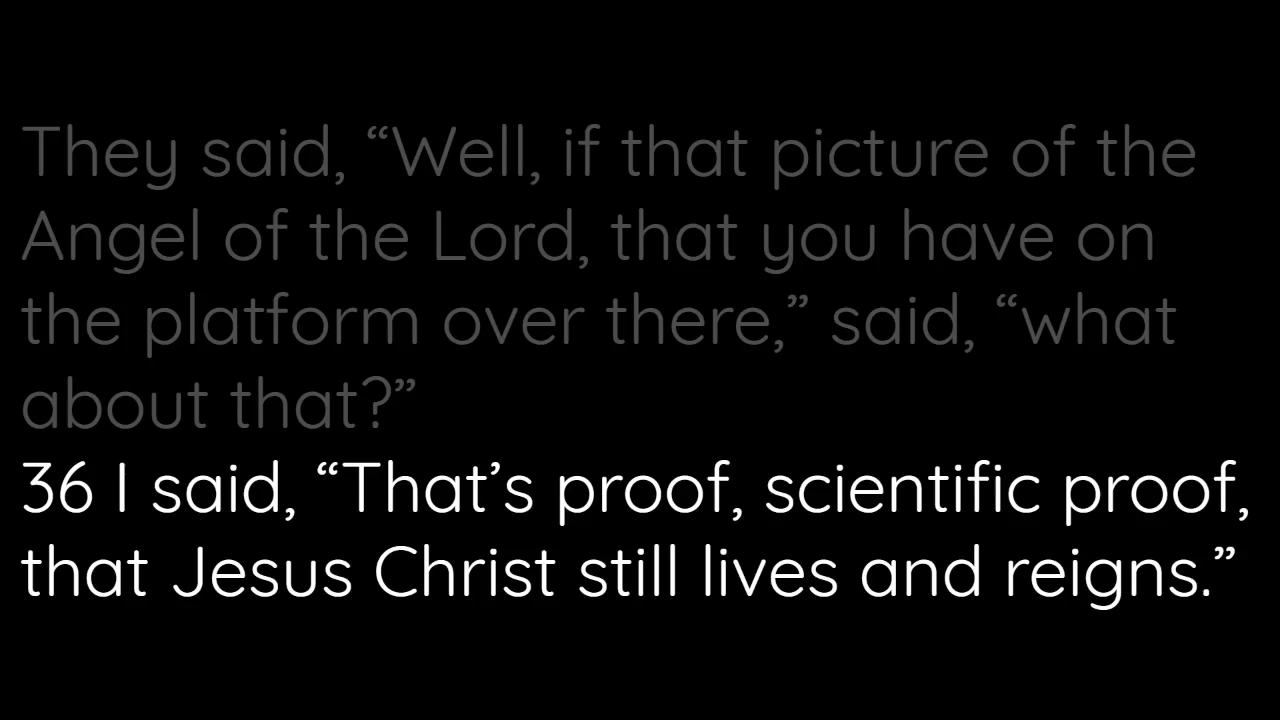 They said, “Well, if that picture of the
Angel of the Lord, that you have on
the platform over there,” said, “what
about that?”
36 I said, “That’s proof, scientific proof,
that Jesus Christ still lives and reigns.”